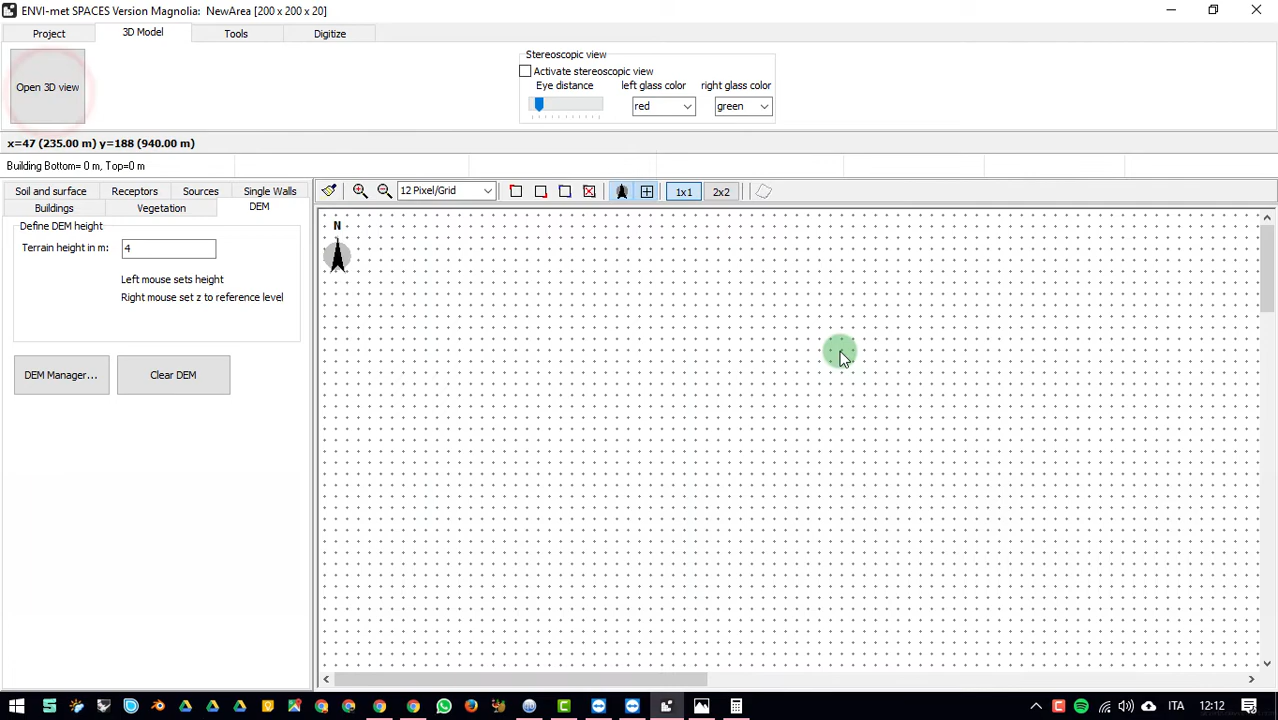 ENVI-met SPACES Version Magnolia: NewArea [200 x 200 x 20]
Project 3D Model Tools Digitize
Open 3D view
Stereoscopic view
Activate stereoscopic view
Eye distance left glass color right glass color
red green
x=47 (235.00 m) y=188 (940.00 m)
Building Bottom= 0 m, Top=0 m
Soil and surface Receptors Sources Single Walls
Buildings Vegetation DEM
12 Pixel/Grid 1x1 2x2
Define DEM height
Terrain height in m: 4
Left mouse sets height
Right mouse set z to reference level
DEM Manager... Clear DEM
N
ITA 12:12